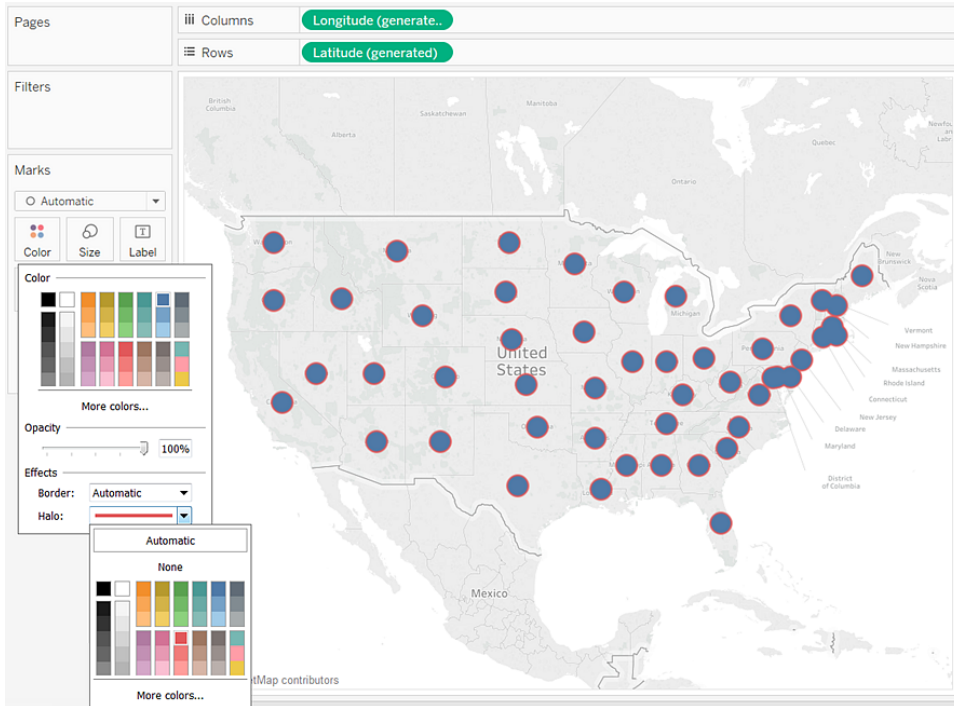 Pages
Columns
Longitude (generate..
Rows
Latitude (generated)
Filters
Marks
Automatic
Color
Size
Label
Color
More colors...
Opacity
100%
Effects
Border:
Automatic
Halo:
Automatic
None
More colors...
British
Columbia
Alberta
Saskatchewan
Manitoba
Ontario
Quebec
New
Brunswick
Nova
Scotia
Michigan
United
States
Vermont
New Hampshire
Massachusetts
Rhode Island
Connecticut
New Jersey
Delaware
Maryland
District
of Columbia
Mexico
contributors